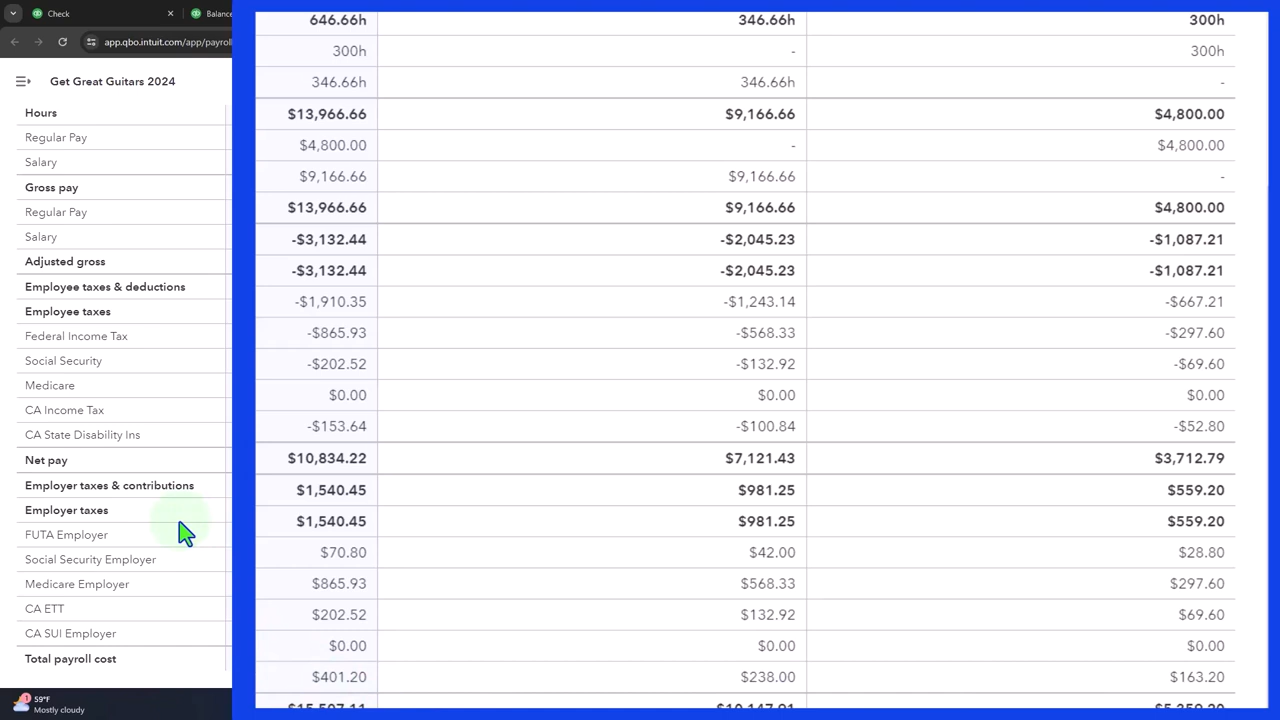 Check
Balanc
app.qbo.intuit.com/app/payroll
Get Great Guitars 2024
Hours
Regular Pay
Salary
Gross pay
Regular Pay
Salary
Adjusted gross
Employee taxes & deductions
Employee taxes
Federal Income Tax
Social Security
Medicare
CA Income Tax
CA State Disability Ins
Net pay
Employer taxes & contributions
Employer taxes
FUTA Employer
Social Security Employer
Medicare Employer
CA ETT
CA SUI Employer
Total payroll cost
1
59°F
Mostly cloudy
646.66h 346.66h 300h
300h - 300h
346.66h 346.66h -
$13,966.66 $9,166.66 $4,800.00
$4,800.00 - $4,800.00
$9,166.66 $9,166.66 -
$13,966.66 $9,166.66 $4,800.00
-$3,132.44 -$2,045.23 -$1,087.21
-$3,132.44 -$2,045.23 -$1,087.21
-$1,910.35 -$1,243.14 -$667.21
-$865.93 -$568.33 -$297.60
-$202.52 -$132.92 -$69.60
$0.00 $0.00 $0.00
-$153.64 -$100.84 -$52.80
$10,834.22 $7,121.43 $3,712.79
$1,540.45 $981.25 $559.20
$1,540.45 $981.25 $559.20
$70.80 $42.00 $28.80
$865.93 $568.33 $297.60
$202.52 $132.92 $69.60
$0.00 $0.00 $0.00
$401.20 $238.00 $163.20
$15,507.11 $10,147.91 $5,359.20